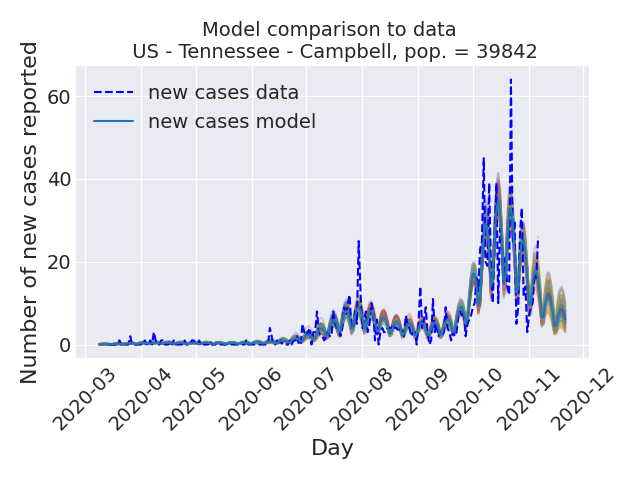 Model comparison to data
US - Tennessee - Campbell, pop. = 39842
Number of new cases reported
60
40
20
0
new cases data
new cases model
2020-03
2020-04
2020-05
2020-06
2020-07
2020-08
2020-09
2020-10
2020-11
2020-12
Day